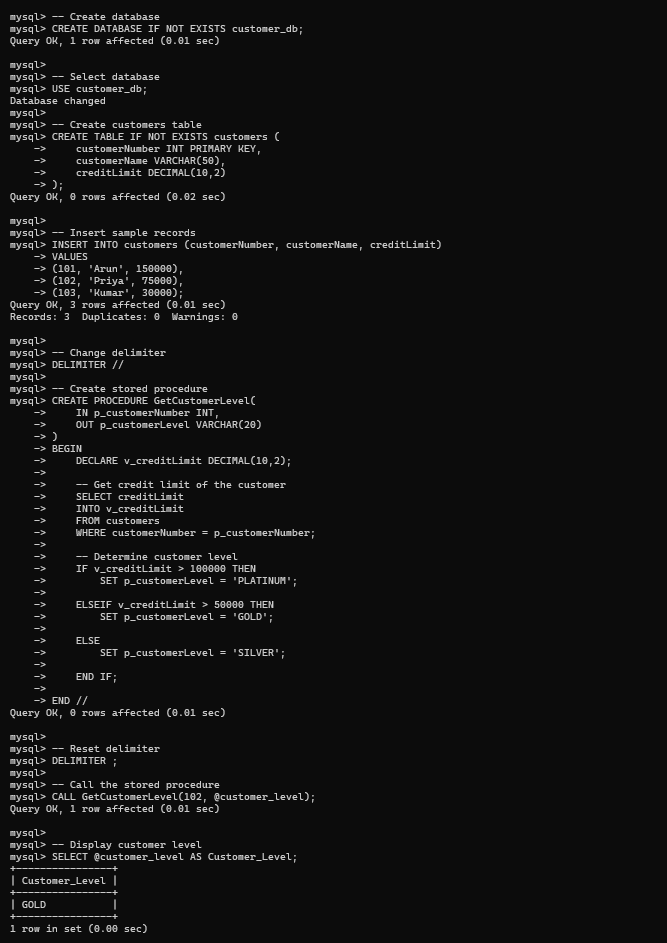 mysql> -- Create database
mysql> CREATE DATABASE IF NOT EXISTS customer_db;
Query OK, 1 row affected (0.01 sec)

mysql>
mysql> -- Select database
mysql> USE customer_db;
Database changed
mysql>
mysql> -- Create customers table
mysql> CREATE TABLE IF NOT EXISTS customers (
    ->     customerNumber INT PRIMARY KEY,
    ->     customerName VARCHAR(50),
    ->     creditLimit DECIMAL(10,2)
    -> );
Query OK, 0 rows affected (0.02 sec)

mysql>
mysql> -- Insert sample records
mysql> INSERT INTO customers (customerNumber, customerName, creditLimit)
    -> VALUES
    -> (101, 'Arun', 150000),
    -> (102, 'Priya', 75000),
    -> (103, 'Kumar', 30000);
Query OK, 3 rows affected (0.01 sec)
Records: 3  Duplicates: 0  Warnings: 0

mysql>
mysql> -- Change delimiter
mysql> DELIMITER //
mysql>
mysql> -- Create stored procedure
mysql> CREATE PROCEDURE GetCustomerLevel(
    ->     IN p_customerNumber INT,
    ->     OUT p_customerLevel VARCHAR(20)
    -> )
    -> BEGIN
    ->     DECLARE v_creditLimit DECIMAL(10,2);
    ->
    ->     -- Get credit limit of the customer
    ->     SELECT creditLimit
    ->     INTO v_creditLimit
    ->     FROM customers
    ->     WHERE customerNumber = p_customerNumber;
    ->
    ->     -- Determine customer level
    ->     IF v_creditLimit > 100000 THEN
    ->         SET p_customerLevel = 'PLATINUM';
    ->
    ->     ELSEIF v_creditLimit > 50000 THEN
    ->         SET p_customerLevel = 'GOLD';
    ->
    ->     ELSE
    ->         SET p_customerLevel = 'SILVER';
    ->
    ->     END IF;
    ->
    -> END //
Query OK, 0 rows affected (0.01 sec)

mysql>
mysql> -- Reset delimiter
mysql> DELIMITER ;
mysql>
mysql> -- Call the stored procedure
mysql> CALL GetCustomerLevel(102, @customer_level);
Query OK, 1 row affected (0.01 sec)

mysql>
mysql> -- Display customer level
mysql> SELECT @customer_level AS Customer_Level;
+----------------+
| Customer_Level |
+----------------+
| GOLD           |
+----------------+
1 row in set (0.00 sec)